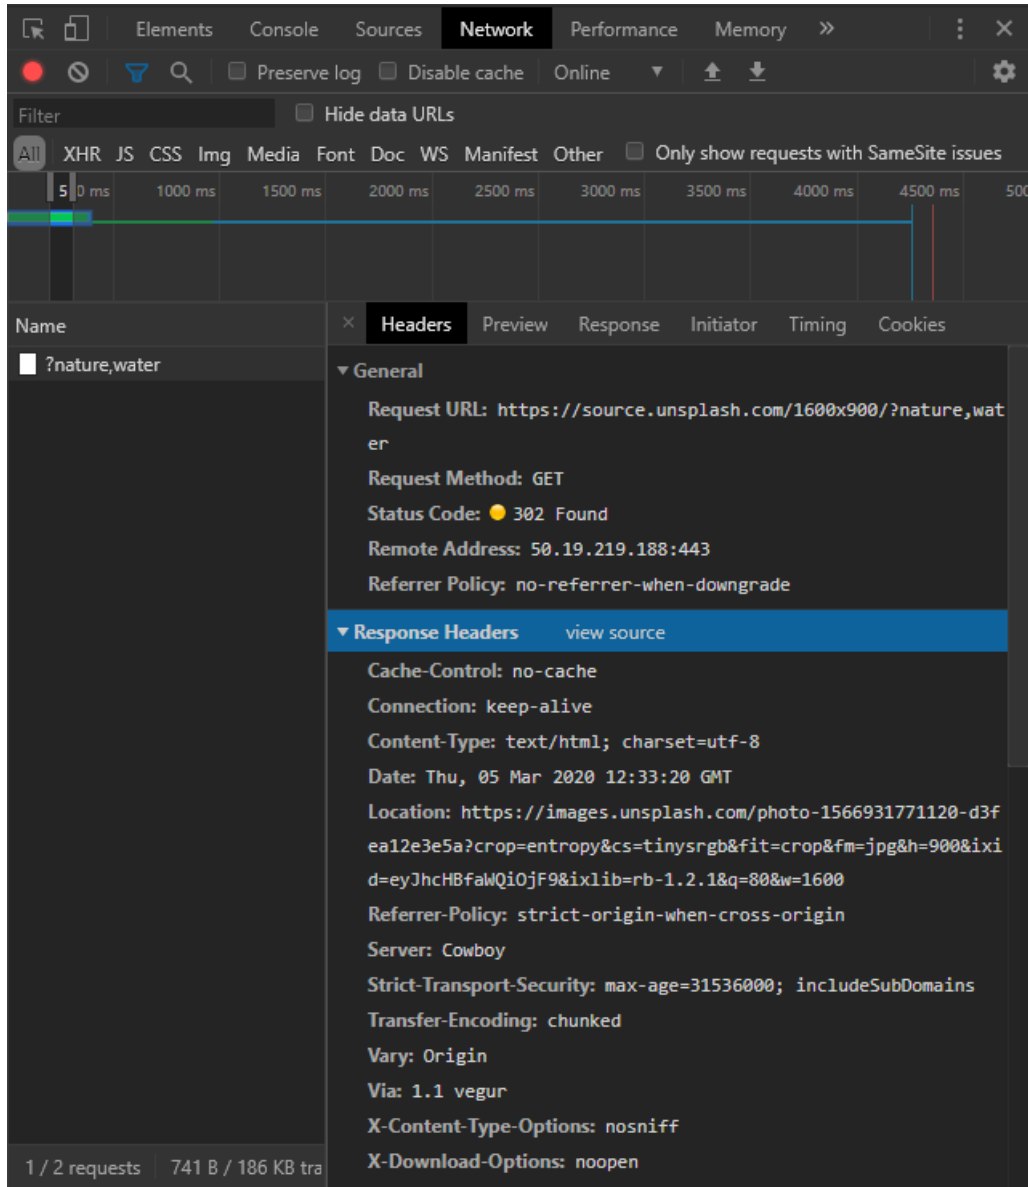 Elements Console Sources Network Performance Memory »
Preserve log Disable cache Online
Filter Hide data URLs
All XHR JS CSS Img Media Font Doc WS Manifest Other Only show requests with SameSite issues
5 0 ms 1000 ms 1500 ms 2000 ms 2500 ms 3000 ms 3500 ms 4000 ms 4500 ms 500
Name
?nature,water
1 / 2 requests 741 B / 186 KB tra
× Headers Preview Response Initiator Timing Cookies
▼ General
Request URL: https://source.unsplash.com/1600x900/?nature,wat
er
Request Method: GET
Status Code: 302 Found
Remote Address: 50.19.219.188:443
Referrer Policy: no-referrer-when-downgrade
▼ Response Headers view source
Cache-Control: no-cache
Connection: keep-alive
Content-Type: text/html; charset=utf-8
Date: Thu, 05 Mar 2020 12:33:20 GMT
Location: https://images.unsplash.com/photo-1566931771120-d3f
ea12e3e5a?crop=entropy&cs=tinysrgb&fit=crop&fm=jpg&h=900&ixi
d=eyJhcHBfaWQiOjF9&ixlib=rb-1.2.1&q=80&w=1600
Referrer-Policy: strict-origin-when-cross-origin
Server: Cowboy
Strict-Transport-Security: max-age=31536000; includeSubDomains
Transfer-Encoding: chunked
Vary: Origin
Via: 1.1 vegur
X-Content-Type-Options: nosniff
X-Download-Options: noopen